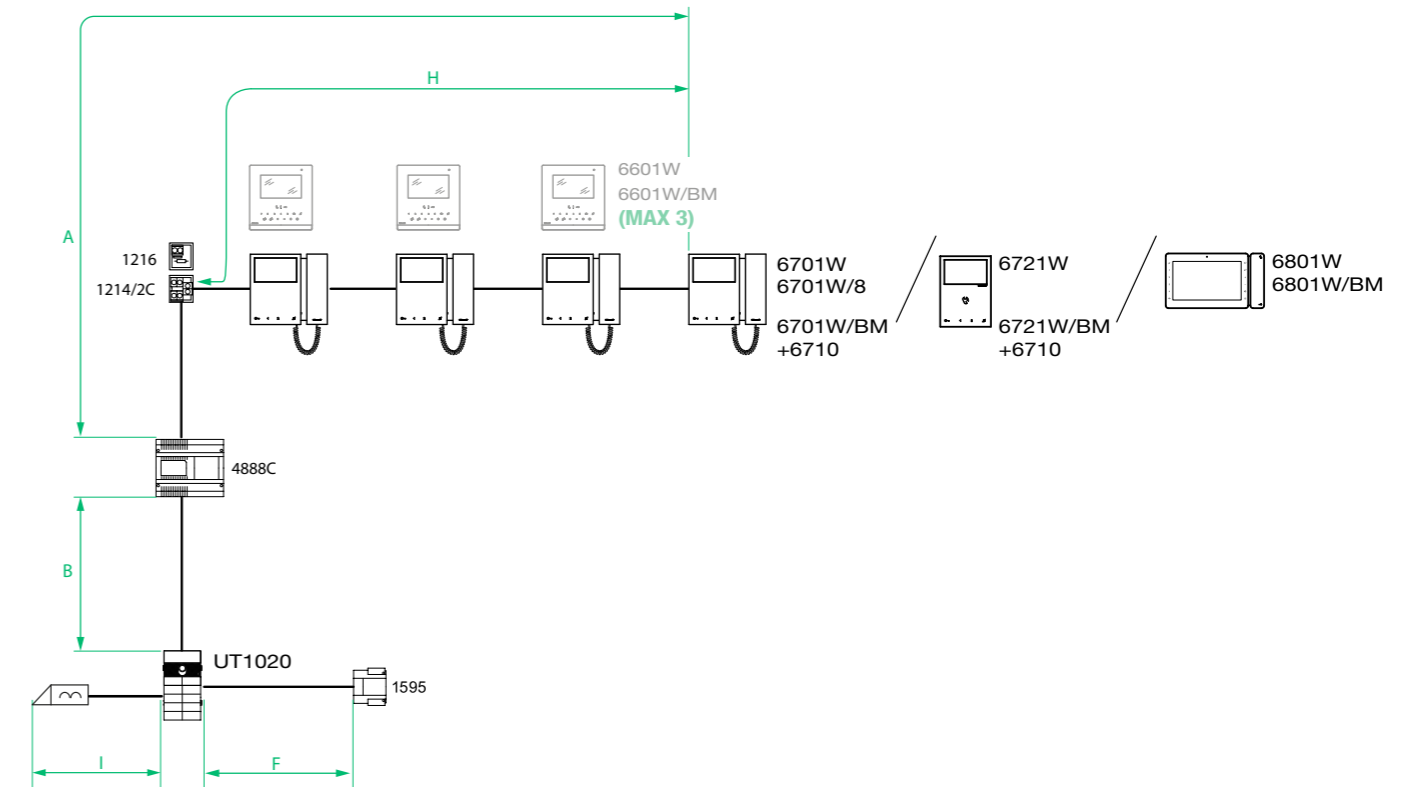 H
6601W
6601W/BM
(MAX 3)
A
1216
1214/2C
6701W
6701W/8
6701W/BM
+6710
6721W
6721W/BM
+6710
6801W
6801W/BM
4888C
B
UT1020
1595
I
F